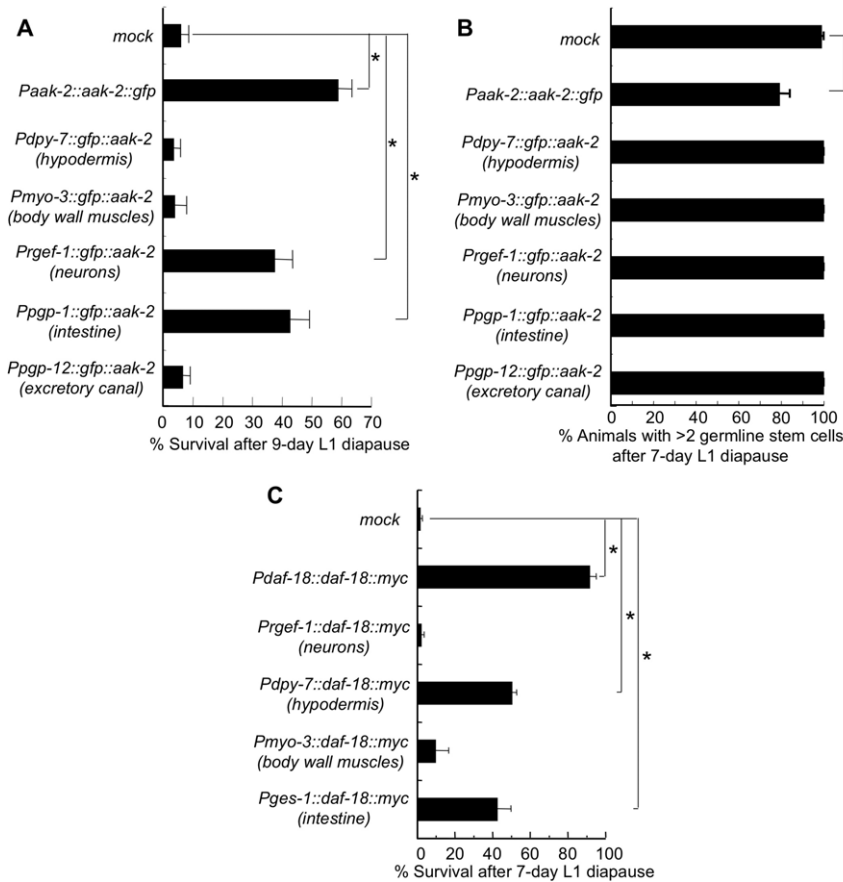 A
mock
Paak-2::aak-2::gfp
Pdpy-7::gfp::aak-2
(hypodermis)
Pmyo-3::gfp::aak-2
(body wall muscles)
Prgef-1::gfp::aak-2
(neurons)
Ppgp-1::gfp::aak-2
(intestine)
Ppgp-12::gfp::aak-2
(excretory canal)
* * *
0 10 20 30 40 50 60 70
% Survival after 9-day L1 diapause
B
mock
Paak-2::aak-2::gfp
Pdpy-7::gfp::aak-2
(hypodermis)
Pmyo-3::gfp::aak-2
(body wall muscles)
Prgef-1::gfp::aak-2
(neurons)
Ppgp-1::gfp::aak-2
(intestine)
Ppgp-12::gfp::aak-2
(excretory canal)
0 20 40 60 80 100
% Animals with >2 germline stem cells
after 7-day L1 diapause
C
mock
Pdaf-18::daf-18::myc
Prgef-1::daf-18::myc
(neurons)
Pdpy-7::daf-18::myc
(hypodermis)
Pmyo-3::daf-18::myc
(body wall muscles)
Pges-1::daf-18::myc
(intestine)
* * *
0 20 40 60 80 100
% Survival after 7-day L1 diapause